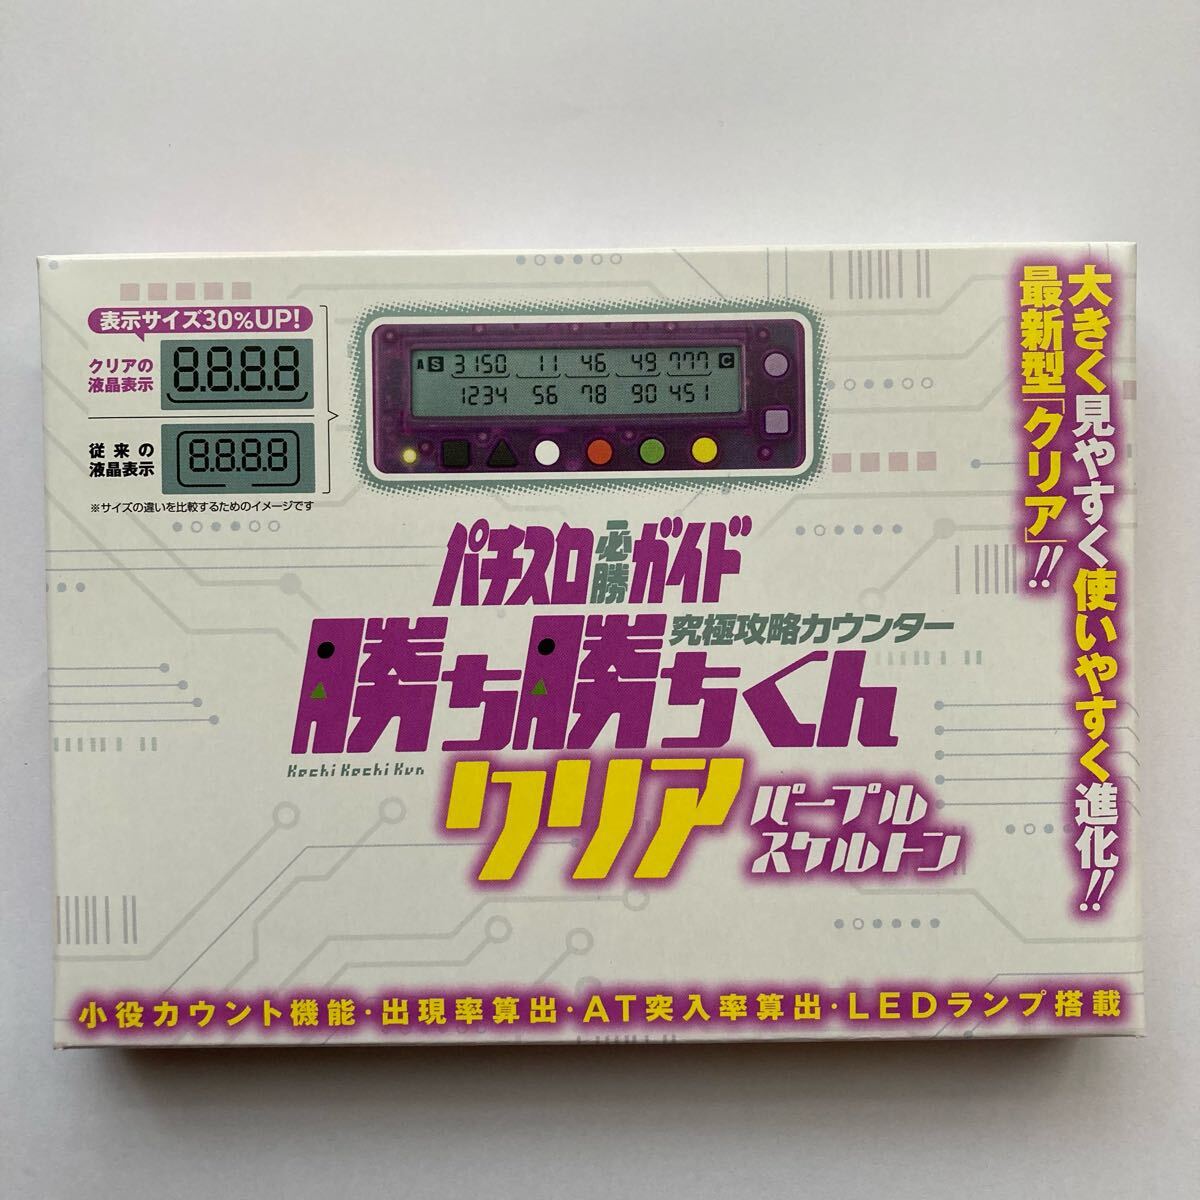 表示サイズ30%UP!
クリアの
液晶表示
8.8.8.8
従来の
液晶表示
8.8.8.8
※サイズの違いを比較するためのイメージです
A S 3150 11 46 49 777 C
1234 56 78 90 451
大きく見やすく使いやすく進化!!
最新型「クリア」!!
パチスロ必勝ガイド
究極攻略カウンター
勝ち勝ちくん
Kachi Kachi Kun
クリア
パープル
スケルトン
小役カウント機能・出現率算出・AT突入率算出・LEDランプ搭載